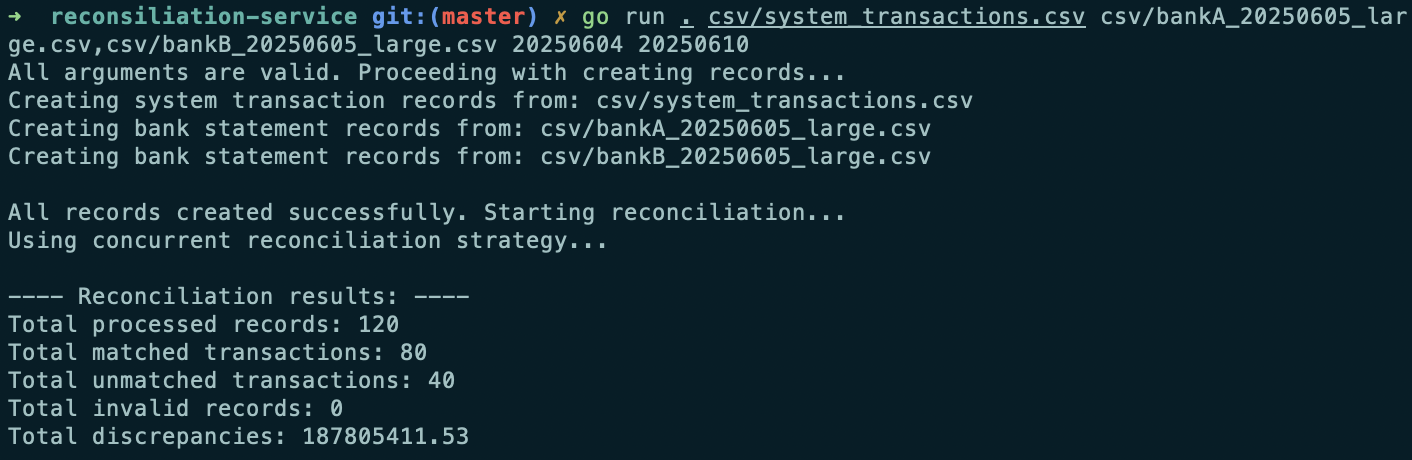 ➜  reconsiliation-service git:(master) ✗ go run . csv/system_transactions.csv csv/bankA_20250605_lar
ge.csv,csv/bankB_20250605_large.csv 20250604 20250610
All arguments are valid. Proceeding with creating records...
Creating system transaction records from: csv/system_transactions.csv
Creating bank statement records from: csv/bankA_20250605_large.csv
Creating bank statement records from: csv/bankB_20250605_large.csv
All records created successfully. Starting reconciliation...
Using concurrent reconciliation strategy...
---- Reconciliation results: ----
Total processed records: 120
Total matched transactions: 80
Total unmatched transactions: 40
Total invalid records: 0
Total discrepancies: 187805411.53